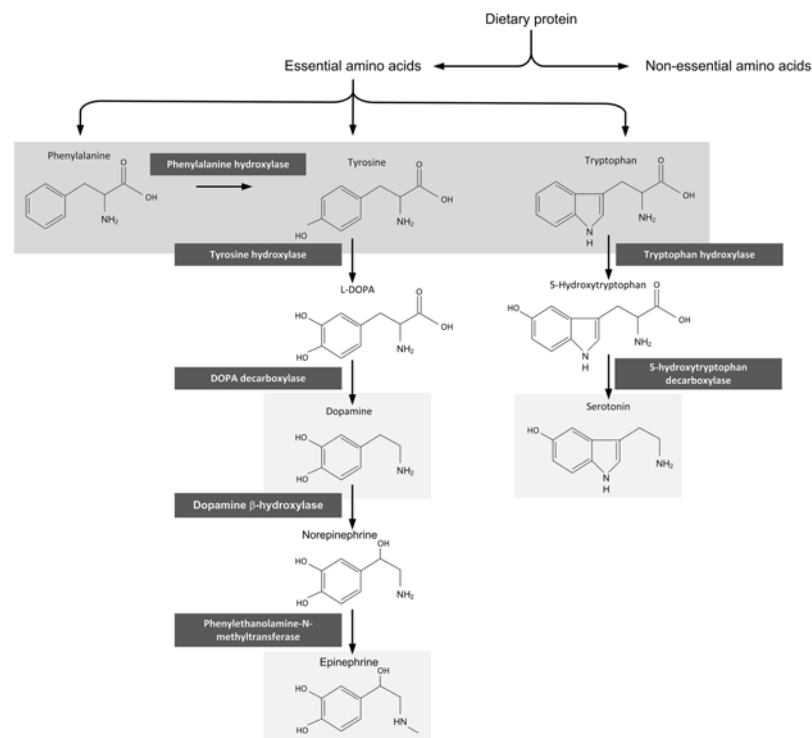 Dietary protein
Essential amino acids
Non-essential amino acids
Phenylalanine
Phenylalanine hydroxylase
Tyrosine
Tryptophan
O
OH
NH₂
O
OH
NH₂
HO
O
OH
NH₂
N
H
Tyrosine hydroxylase
Tryptophan hydroxylase
L-DOPA
5-Hydroxytryptophan
HO
HO
O
OH
NH₂
HO
O
OH
NH₂
N
H
DOPA decarboxylase
5-hydroxytryptophan
decarboxylase
Dopamine
Serotonin
HO
HO
NH₂
HO
NH₂
N
H
Dopamine β-hydroxylase
Norepinephrine
OH
HO
HO
NH₂
Phenylethanolamine-N-
methyltransferase
Epinephrine
OH
HO
HO
HN